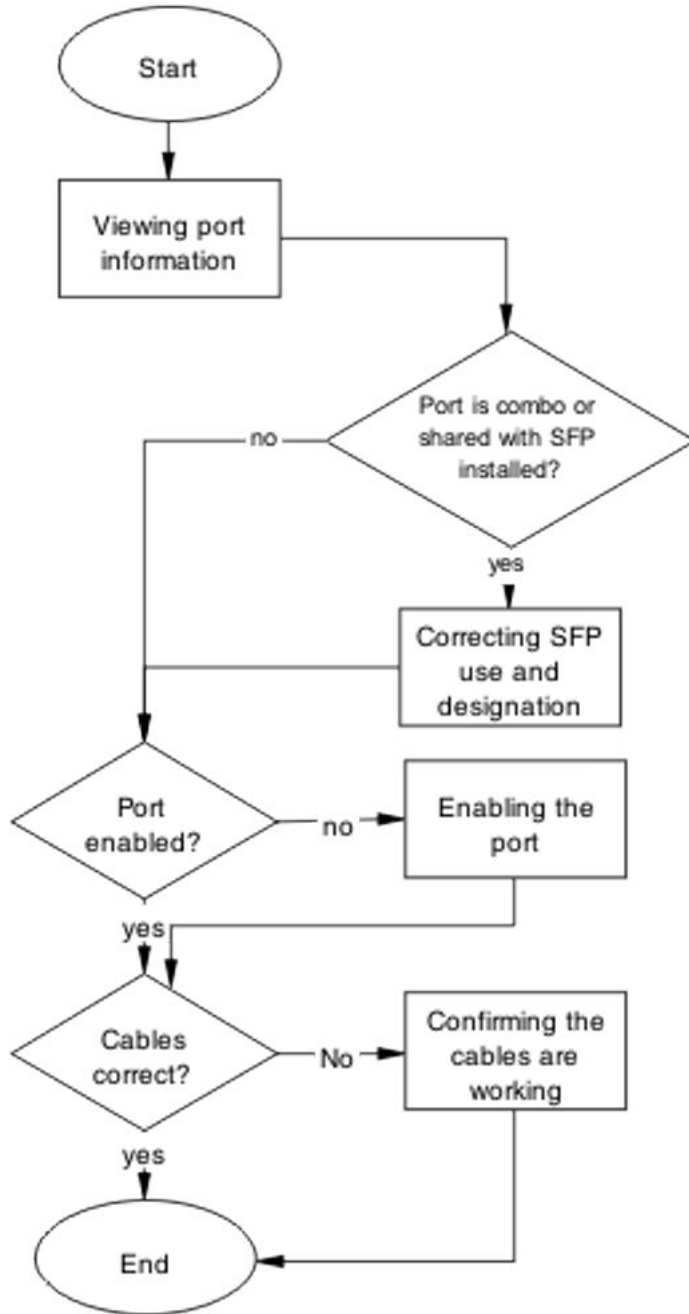 Start
Viewing port
information
Port is combo or
shared with SFP
installed?
no
yes
Correcting SFP
use and
designation
Port
enabled?
no
Enabling the
port
yes
Cables
correct?
No
Confirming the
cables are
working
yes
End